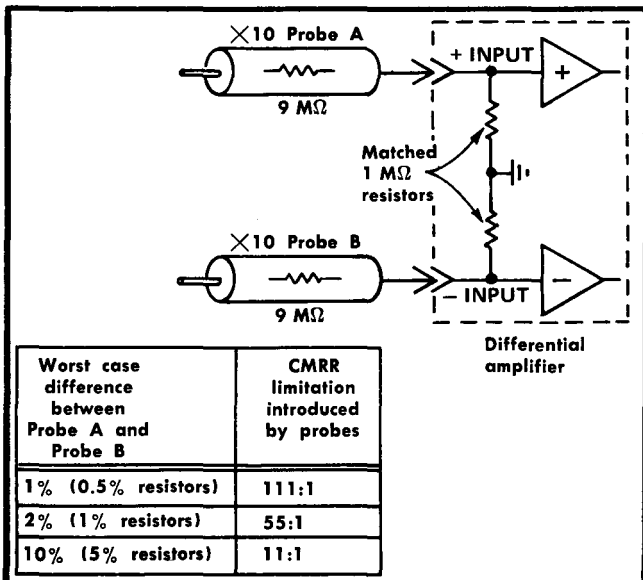 ×10 Probe A
9 MΩ
+ INPUT
+
Matched
1 MΩ
resistors
×10 Probe B
9 MΩ
− INPUT
−
Differential
amplifier
Worst case
difference
between
Probe A and
Probe B
CMRR
limitation
introduced
by probes
1% (0.5% resistors) 111:1
2% (1% resistors) 55:1
10% (5% resistors) 11:1